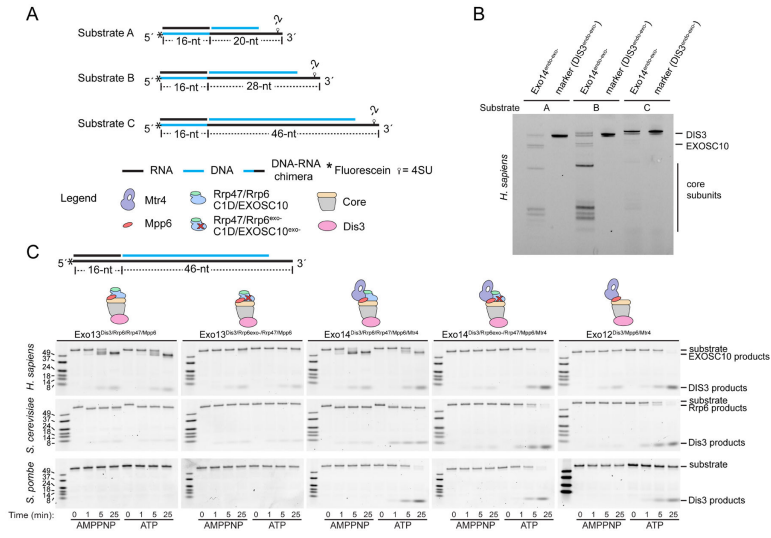 A
Substrate A
-2
5´ * 16-nt 20-nt 3´
Substrate B
-2
5´ * 16-nt 28-nt 3´
Substrate C
-2
5´ * 16-nt 46-nt 3´
RNA DNA DNA-RNA chimera * Fluorescein = 4SU
Legend
Mtr4 Rrp47/Rrp6 C1D/EXOSC10 Core
Mpp6 Rrp47/Rrp6exo- C1D/EXOSC10exo- Dis3
B
Exo14endo-exo- marker (DIS3endo-exo-) Exo14endo-exo- marker (DIS3endo-exo-) Exo14endo-exo- marker (DIS3endo-exo-)
Substrate A B C
H. sapiens
DIS3
EXOSC10
core subunits
C
5´* 16-nt 46-nt 3´
Exo13Dis3/Rrp6/Rrp47/Mpp6 Exo13Dis3/Rrp6exo-/Rrp47/Mpp6 Exo14Dis3/Rrp6/Rrp47/Mpp6/Mtr4 Exo14Dis3/Rrp6exo-/Rrp47/Mpp6/Mtr4 Exo12Dis3/Mpp6/Mtr4
H. sapiens
49
31
24
18
14
8
substrate
EXOSC10 products
DIS3 products
S. cerevisiae
49
31
24
18
14
8
substrate
Rrp6 products
Dis3 products
S. pombe
49
31
24
18
14
8
substrate
Dis3 products
Time (min): 0 1 5 25 0 1 5 25 0 1 5 25 0 1 5 25 0 1 5 25 0 1 5 25 0 1 5 25 0 1 5 25 0 1 5 25 0 1 5 25
AMPPNP ATP AMPPNP ATP AMPPNP ATP AMPPNP ATP AMPPNP ATP